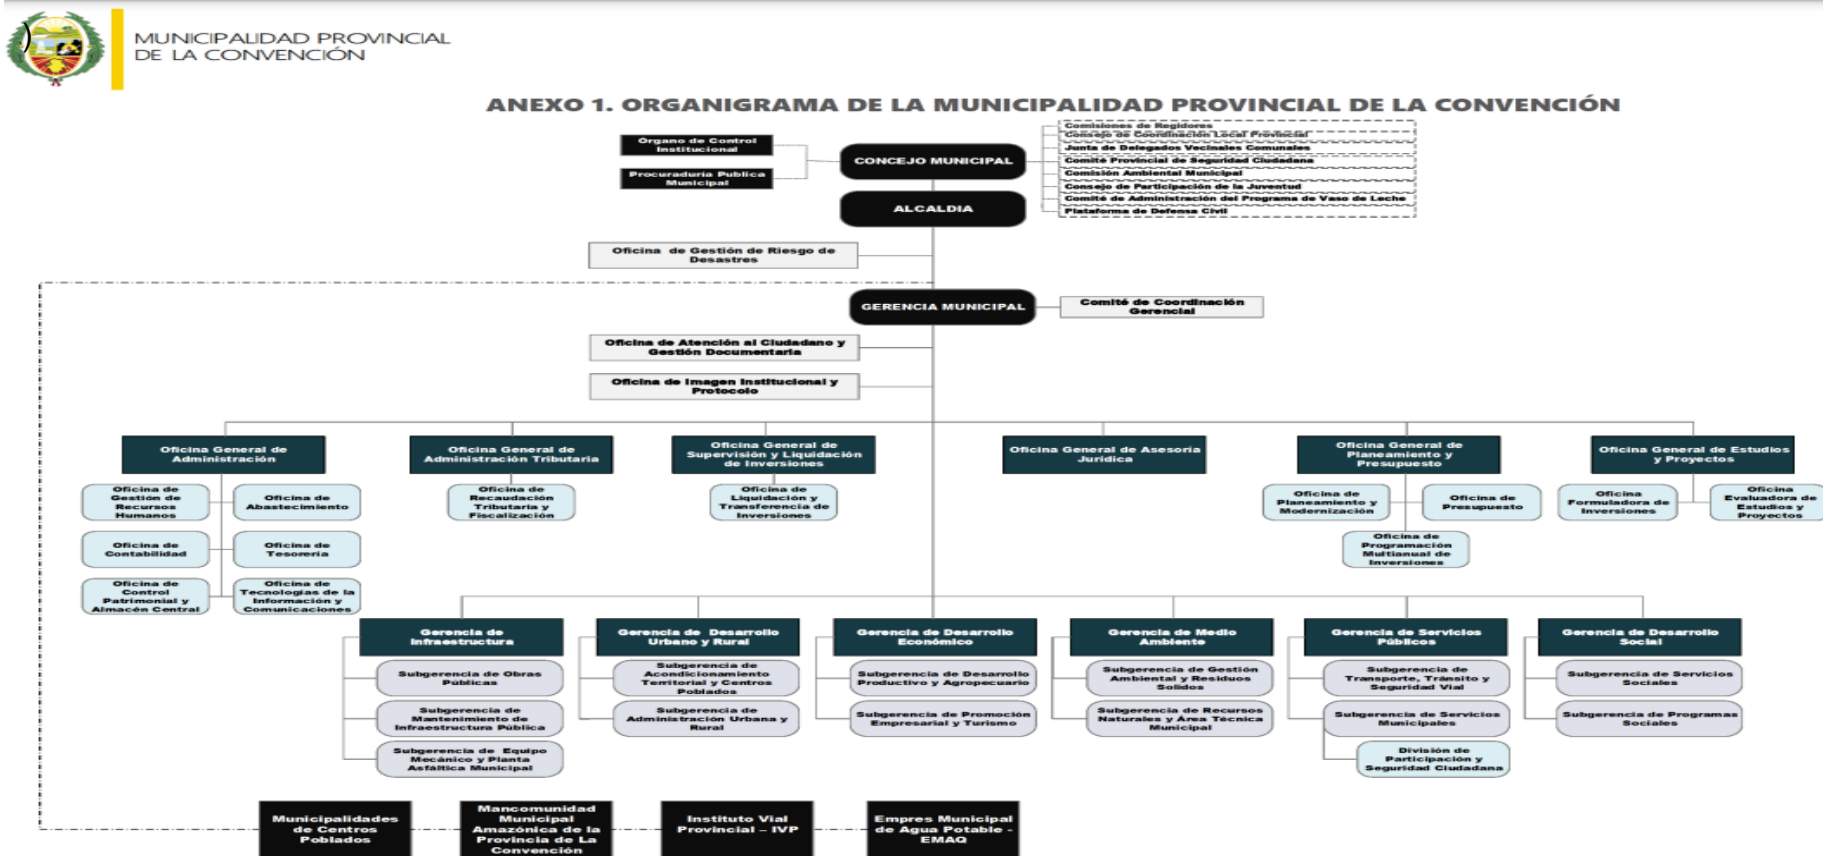 MUNICIPALIDAD PROVINCIAL
DE LA CONVENCIÓN
ANEXO 1. ORGANIGRAMA DE LA MUNICIPALIDAD PROVINCIAL DE LA CONVENCIÓN
Órgano de Control
Institucional
Procuraduría Publica
Municipal
CONCEJO MUNICIPAL
ALCALDIA
Comisiones de Regidores
Consejo de Coordinación Local Provincial
Junta de Delegados Vecinales Comunales
Comité Provincial de Seguridad Ciudadana
Comisión Ambiental Municipal
Consejo de Participación de la Juventud
Comité de Administración del Programa de Vaso de Leche
Plataforma de Defensa Civil
Oficina de Gestión de Riesgo de
Desastres
GERENCIA MUNICIPAL
Comité de Coordinación
Gerencial
Oficina de Atención al Ciudadano y
Gestión Documentaria
Oficina de Imagen Institucional y
Protocolo
Oficina General de
Administración
Oficina General de
Administración Tributaria
Oficina General de
Supervisión y Liquidación
de Inversiones
Oficina General de Asesoría
Jurídica
Oficina General de
Planeamiento y
Presupuesto
Oficina General de Estudios
y Proyectos
Oficina de
Gestión de
Recursos
Humanos
Oficina de
Abastecimiento
Oficina de
Recaudación
Tributaria y
Fiscalización
Oficina de
Liquidación y
Transferencia de
Inversiones
Oficina de
Planeamiento y
Modernización
Oficina de
Presupuesto
Oficina
Formuladora de
Inversiones
Oficina
Evaluadora de
Estudios y
Proyectos
Oficina de
Contabilidad
Oficina de
Tesorería
Oficina de
Programación
Multianual de
Inversiones
Oficina de
Control
Patrimonial y
Almacén Central
Oficina de
Tecnologías de la
Información y
Comunicaciones
Gerencia de
Infraestructura
Gerencia de Desarrollo
Urbano y Rural
Gerencia de Desarrollo
Económico
Gerencia de Medio
Ambiente
Gerencia de Servicios
Públicos
Gerencia de Desarrollo
Social
Subgerencia de Obras
Públicas
Subgerencia de
Acondicionamiento
Territorial y Centros
Poblados
Subgerencia de Desarrollo
Productivo y Agropecuario
Subgerencia de Gestión
Ambiental y Residuos
Solidos
Subgerencia de
Transporte, Tránsito y
Seguridad Vial
Subgerencia de Servicios
Sociales
Subgerencia de
Mantenimiento de
Infraestructura Pública
Subgerencia de
Administración Urbana y
Rural
Subgerencia de Promoción
Empresarial y Turismo
Subgerencia de Recursos
Naturales y Área Técnica
Municipal
Subgerencia de Servicios
Municipales
Subgerencia de Programas
Sociales
Subgerencia de Equipo
Mecánico y Planta
Asfáltica Municipal
División de
Participación y
Seguridad Ciudadana
Municipalidades
de Centros
Poblados
Mancomunidad
Municipal
Amazónica de la
Provincia de La
Convención
Instituto Vial
Provincial – IVP
Empres Municipal
de Agua Potable -
EMAQ